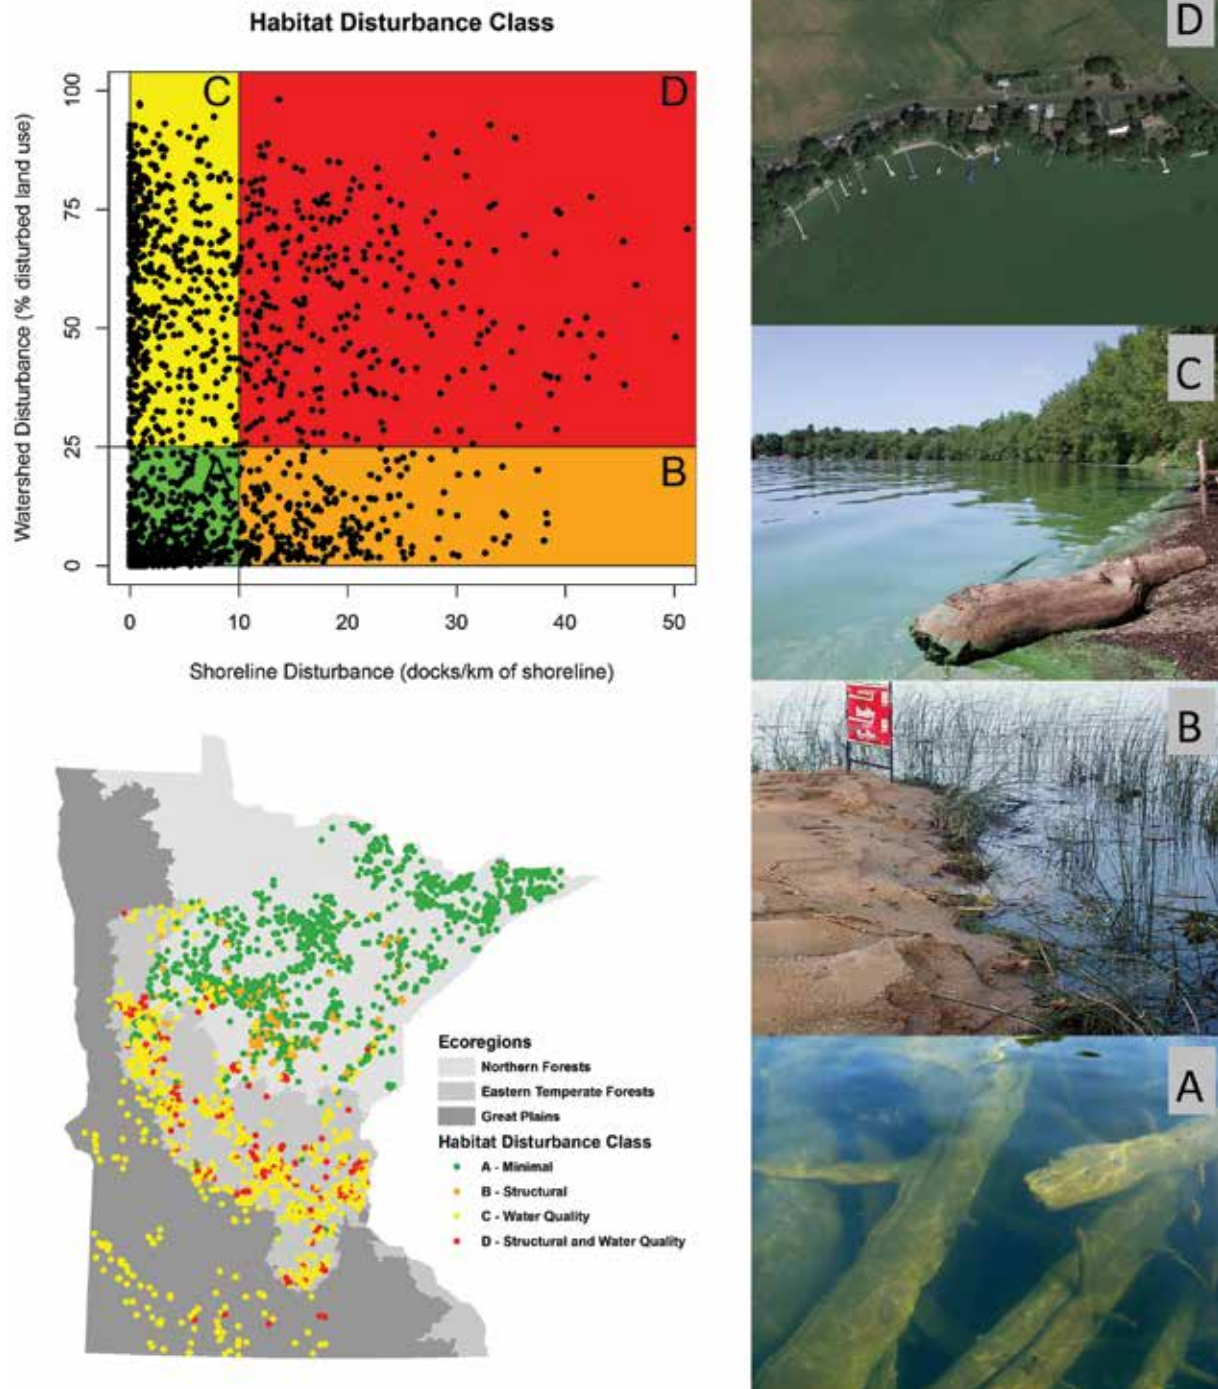 Habitat Disturbance Class
Watershed Disturbance (% disturbed land use)
100
75
50
25
0
C
D
B
0 10 20 30 40 50
Shoreline Disturbance (docks/km of shoreline)
Ecoregions
Northern Forests
Eastern Temperate Forests
Great Plains
Habitat Disturbance Class
A - Minimal
B - Structural
C - Water Quality
D - Structural and Water Quality
D
C
B
A